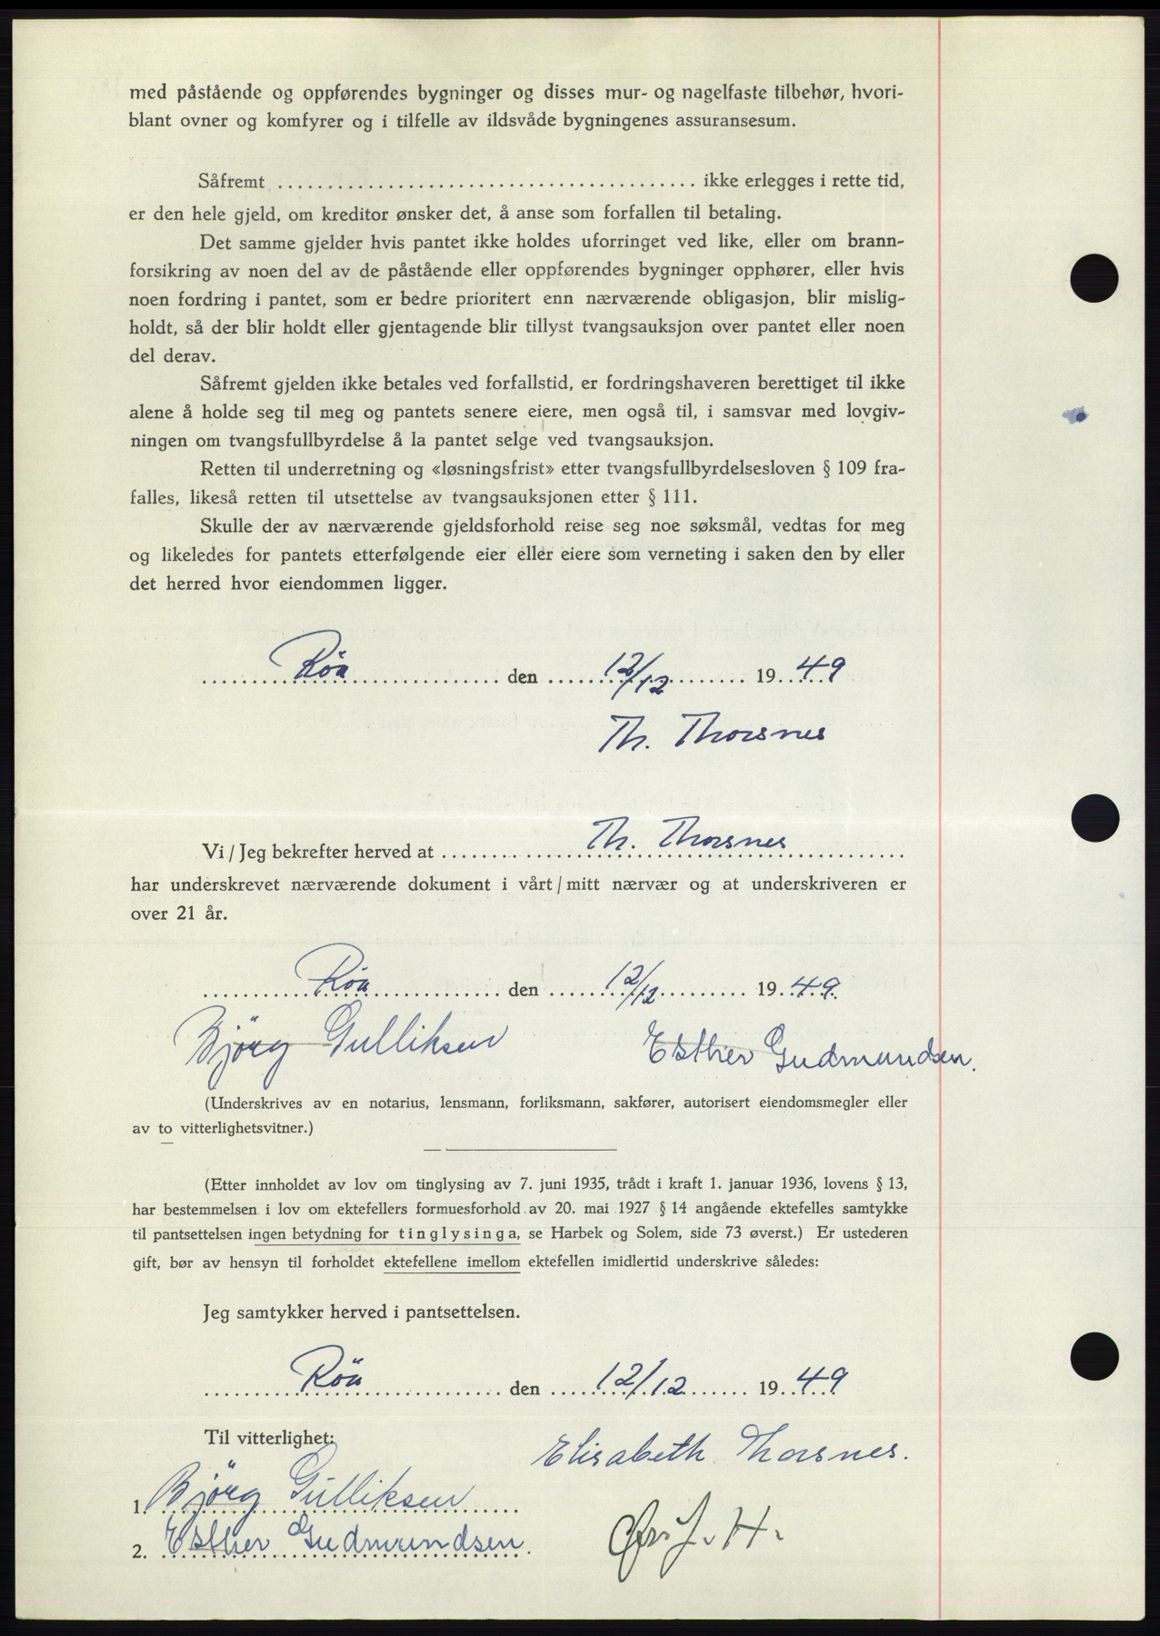 med påstående og oppførendes bygninger og disses mur- og nagelfaste tilbehør, hvori-
blant ovner og komfyrer og i tilfelle av ildsvåde bygningenes assuransesum.
Såfremt .......................................... ikke erlegges i rette tid,
er den hele gjeld, om kreditor ønsker det, å anse som forfallen til betaling.
Det samme gjelder hvis pantet ikke holdes uforringet ved like, eller om brann-
forsikring av noen del av de påstående eller oppførendes bygninger opphører, eller hvis
noen fordring i pantet, som er bedre prioritert enn nærværende obligasjon, blir mislig-
holdt, så der blir holdt eller gjentagende blir tillyst tvangsauksjon over pantet eller noen
del derav.
Såfremt gjelden ikke betales ved forfallstid, er fordringshaveren berettiget til ikke
alene å holde seg til meg og pantets senere eiere, men også til, i samsvar med lovgiv-
ningen om tvangsfullbyrdelse å la pantet selge ved tvangsauksjon.
Retten til underretning og «løsningsfrist» etter tvangsfullbyrdelsesloven § 109 fra-
falles, likeså retten til utsettelse av tvangsauksjonen etter § 111.
Skulle der av nærværende gjeldsforhold reise seg noe søksmål, vedtas for meg
og likeledes for pantets etterfølgende eier eller eiere som verneting i saken den by eller
det herred hvor eiendommen ligger.
Röa den 12/12 1949
Th. Thorsnes
Vi / Jeg bekrefter herved at Th. Thorsnes
har underskrevet nærværende dokument i vårt / mitt nærvær og at underskriveren er
over 21 år.
Röa den 12/12 1949.
Björg Gulliksen Esther Gudmundsen.
(Underskrives av en notarius, lensmann, forliksmann, sakfører, autorisert eiendomsmegler eller
av to vitterlighetsvitner.)
(Etter innholdet av lov om tinglysing av 7. juni 1935, trådt i kraft 1. januar 1936, lovens § 13,
har bestemmelsen i lov om ektefellers formuesforhold av 20. mai 1927 § 14 angående ektefelles samtykke
til pantsettelsen ingen betydning for tinglysinga, se Harbek og Solem, side 73 øverst.) Er ustederen
gift, bør av hensyn til forholdet ektefellene imellom ektefellen imidlertid underskrive således:
Jeg samtykker herved i pantsettelsen.
Röa den 12/12 1949
Til vitterlighet:
Elisabeth Thorsnes.
1. Björg Gulliksen
2. Esther Gudmundsen.